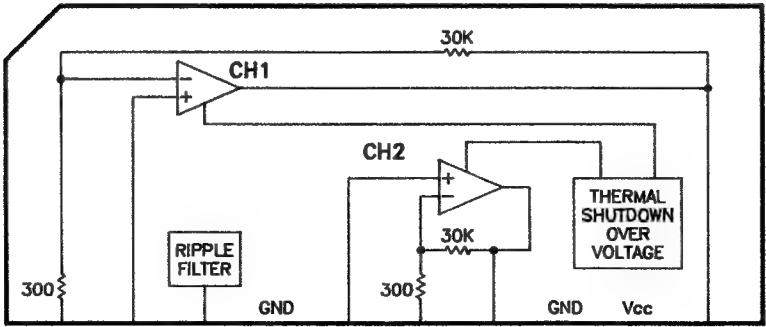 30K
CH1
CH2
THERMAL
SHUTDOWN
OVER
VOLTAGE
30K
RIPPLE
FILTER
300
300
GND
GND
Vcc